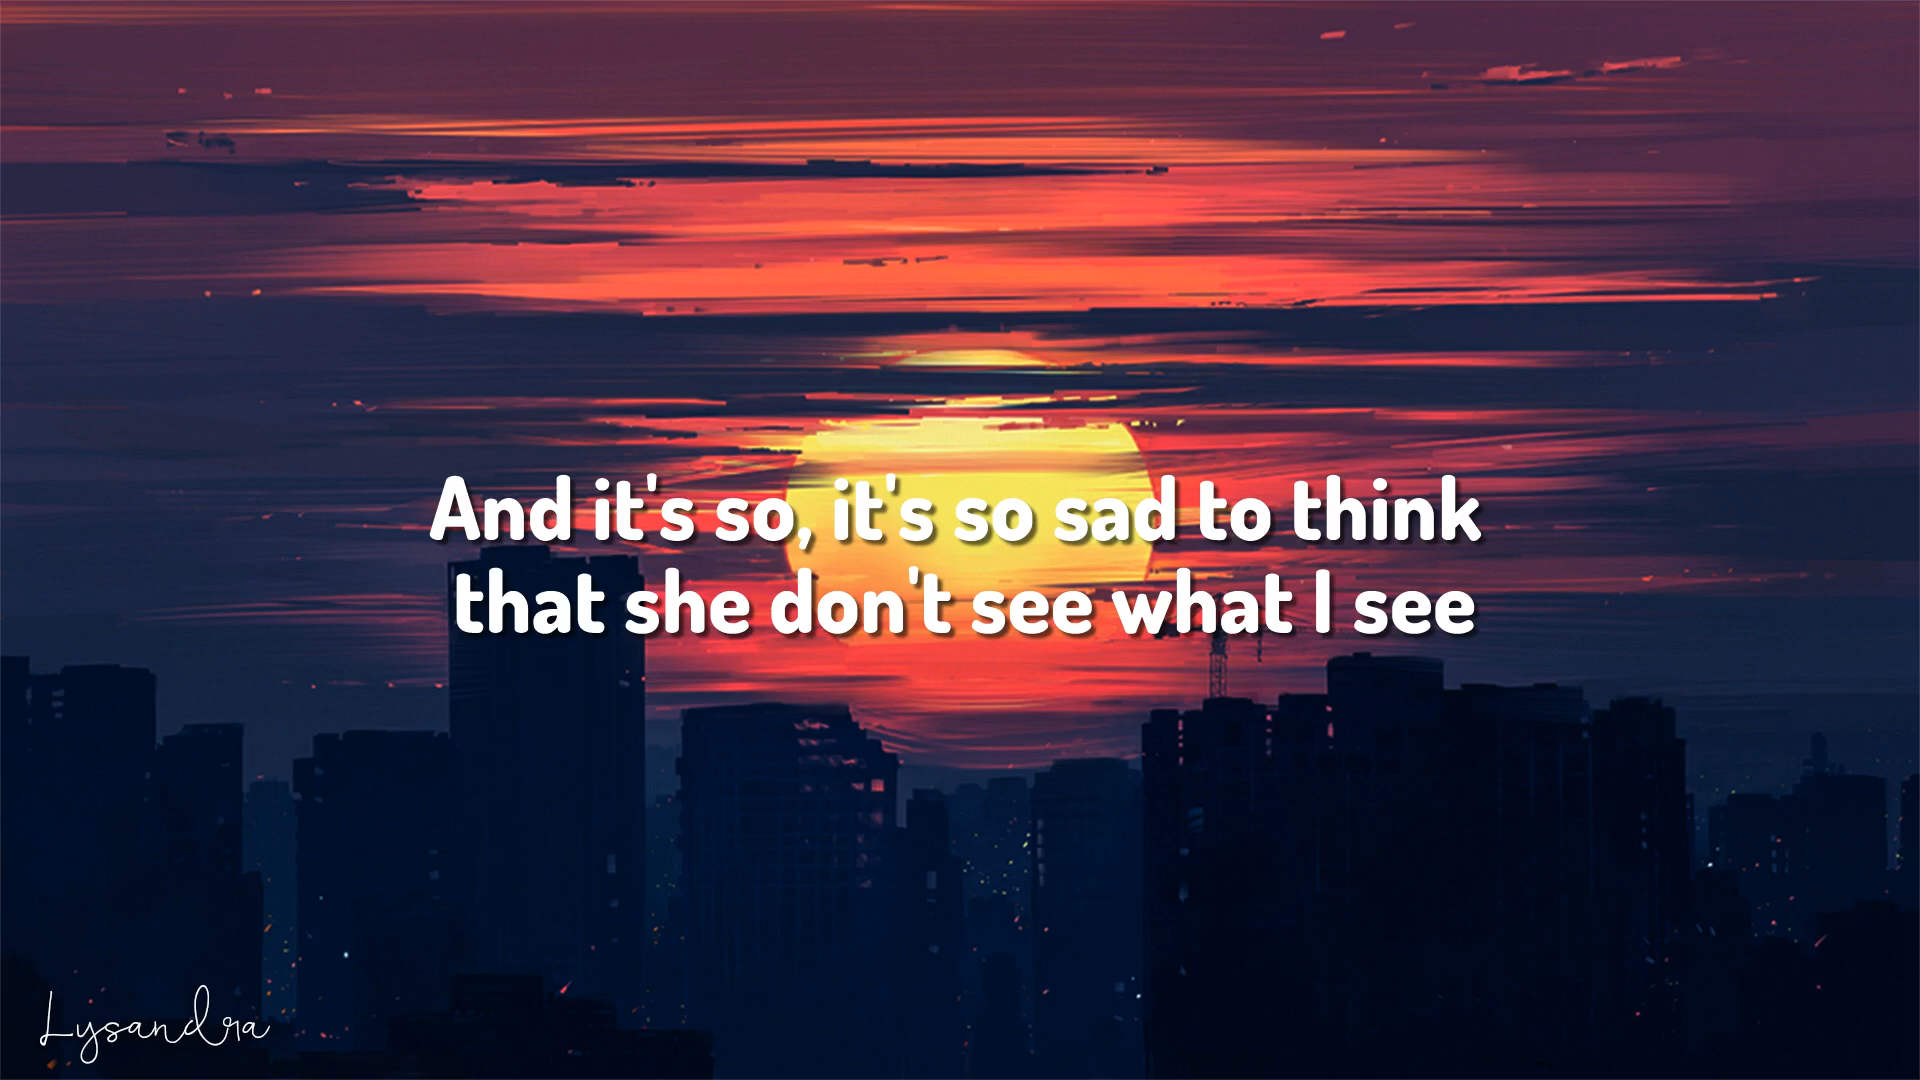 And it's so, it's so sad to think
that she don't see what I see
Lysandra